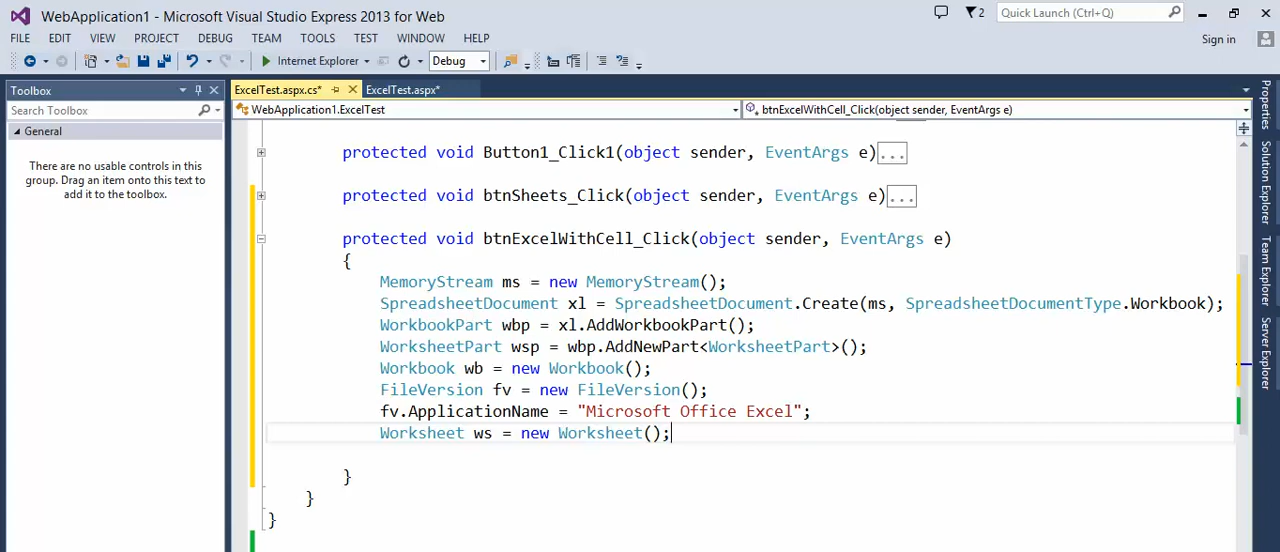 WebApplication1 - Microsoft Visual Studio Express 2013 for Web
2
Quick Launch (Ctrl+Q)
FILE EDIT VIEW PROJECT DEBUG TEAM TOOLS TEST WINDOW HELP
Sign in
Internet Explorer
Debug
Toolbox
ExcelTest.aspx.cs*
ExcelTest.aspx*
Search Toolbox
WebApplication1.ExcelTest
btnExcelWithCell_Click(object sender, EventArgs e)
General
There are no usable controls in this
group. Drag an item onto this text to
add it to the toolbox.
protected void Button1_Click1(object sender, EventArgs e)...
protected void btnSheets_Click(object sender, EventArgs e)...
protected void btnExcelWithCell_Click(object sender, EventArgs e)
{
MemoryStream ms = new MemoryStream();
SpreadsheetDocument xl = SpreadsheetDocument.Create(ms, SpreadsheetDocumentType.Workbook);
WorkbookPart wbp = xl.AddWorkbookPart();
WorksheetPart wsp = wbp.AddNewPart<WorksheetPart>();
Workbook wb = new Workbook();
FileVersion fv = new FileVersion();
fv.ApplicationName = "Microsoft Office Excel";
Worksheet ws = new Worksheet();
}
}
}
Properties
Solution Explorer
Team Explorer
Server Explorer